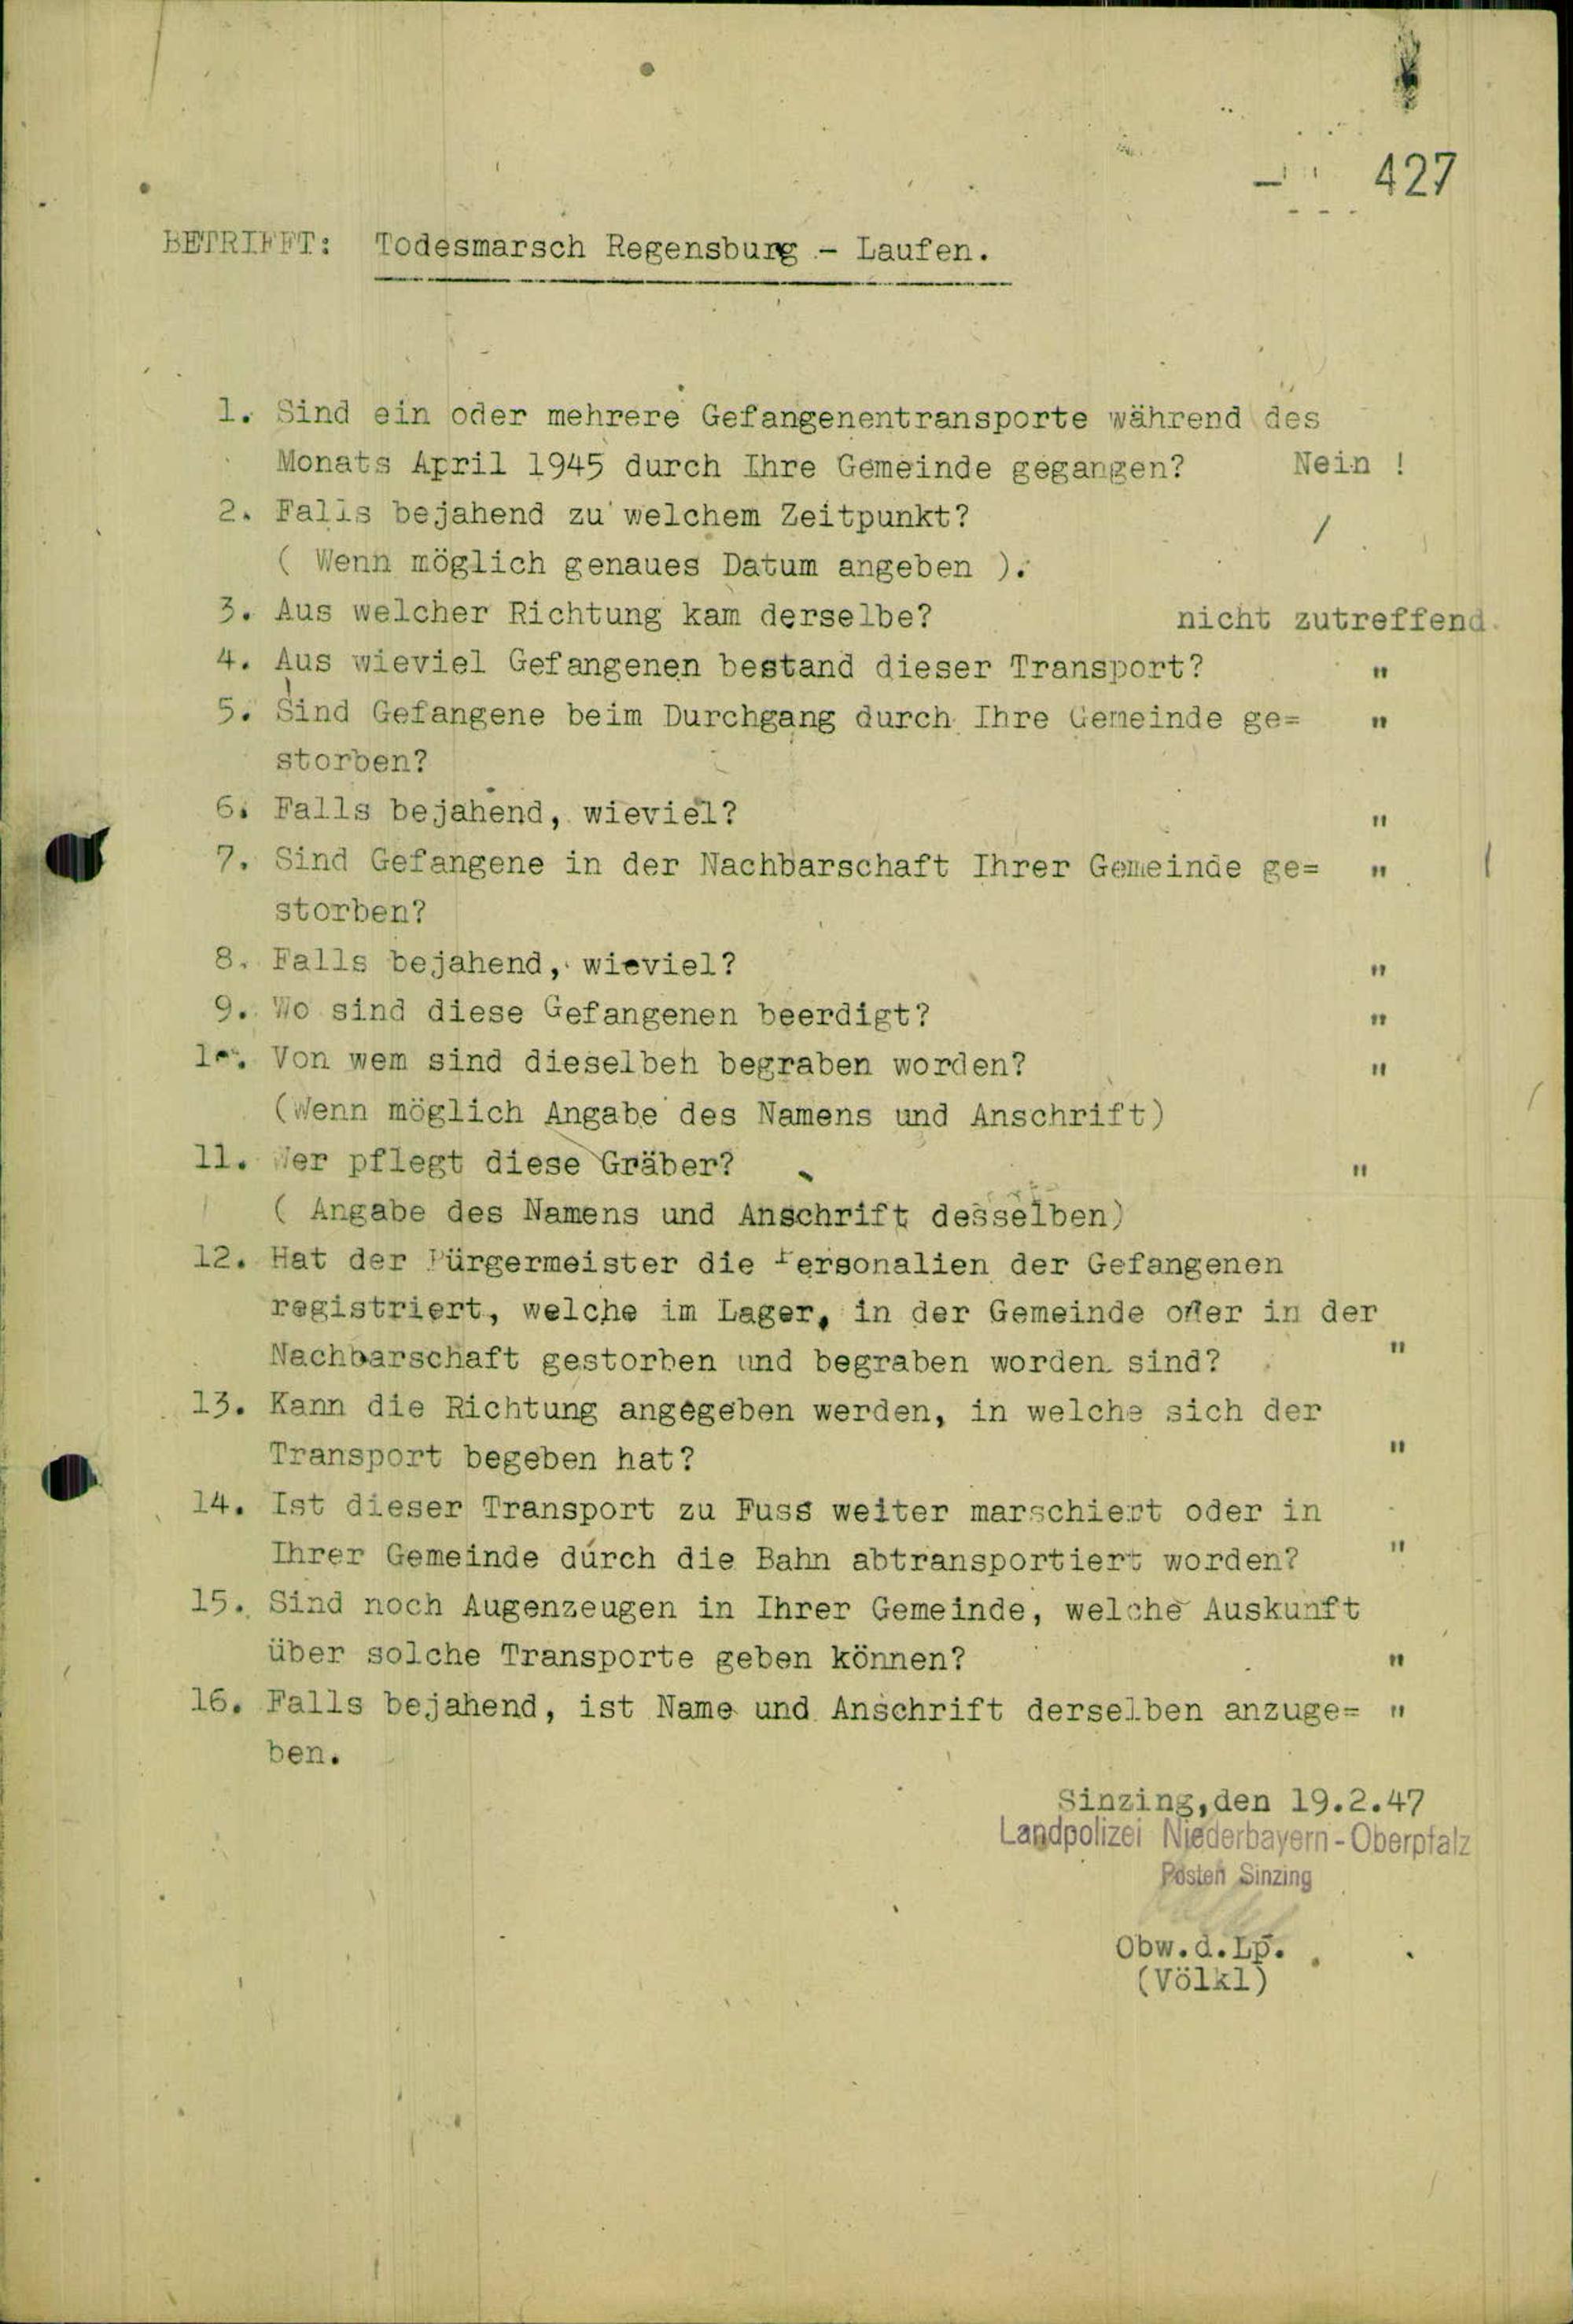 427
BETRIFFT: Todesmarsch Regensburg - Laufen.
1. Sind ein oder mehrere Gefangenentransporte während des
Monats April 1945 durch Ihre Gemeinde gegangen? Nein !
2. Falls bejahend zu welchem Zeitpunkt? /
( Wenn möglich genaues Datum angeben ).
3. Aus welcher Richtung kam derselbe? nicht zutreffend.
4. Aus wieviel Gefangenen bestand dieser Transport? "
5. Sind Gefangene beim Durchgang durch Ihre Gemeinde ge= "
storben?
6. Falls bejahend, wieviel? "
7. Sind Gefangene in der Nachbarschaft Ihrer Gemeinde ge= "
storben?
8. Falls bejahend, wieviel? "
9. Wo sind diese Gefangenen beerdigt? "
10. Von wem sind dieselben begraben worden? "
(Wenn möglich Angabe des Namens und Anschrift)
11. Wer pflegt diese Gräber? "
( Angabe des Namens und Anschrift desselben)
12. Hat der Bürgermeister die Personalien der Gefangenen
registriert, welche im Lager, in der Gemeinde oder in der
Nachbarschaft gestorben und begraben worden sind? "
13. Kann die Richtung angegeben werden, in welche sich der
Transport begeben hat? "
14. Ist dieser Transport zu Fuss weiter marschiert oder in
Ihrer Gemeinde durch die Bahn abtransportiert worden? "
15. Sind noch Augenzeugen in Ihrer Gemeinde, welche Auskunft
über solche Transporte geben können? "
16. Falls bejahend, ist Name und Anschrift derselben anzuge= "
ben.
Sinzing,den 19.2.47
Landpolizei Niederbayern-Oberpfalz
Posten Sinzing
Obw.d.Lp.
(Völkl)